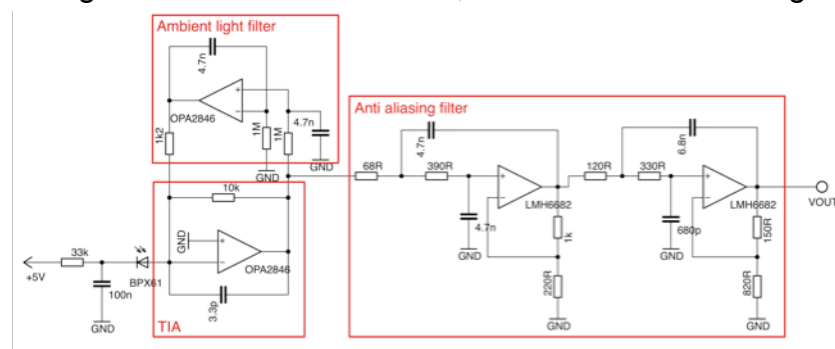 Ambient light filter
4.7n
OPA2846
1k2
1M
1M
4.7n
GND
GND
Anti aliasing filter
4.7n
6.8n
68R
390R
120R
330R
LMH6682
LMH6682
VOUT
4.7n
GND
1k
680p
GND
150R
220R
GND
820R
GND
10k
GND
OPA2846
3.3p
TIA
33k
+5V
100n
GND
BPX61